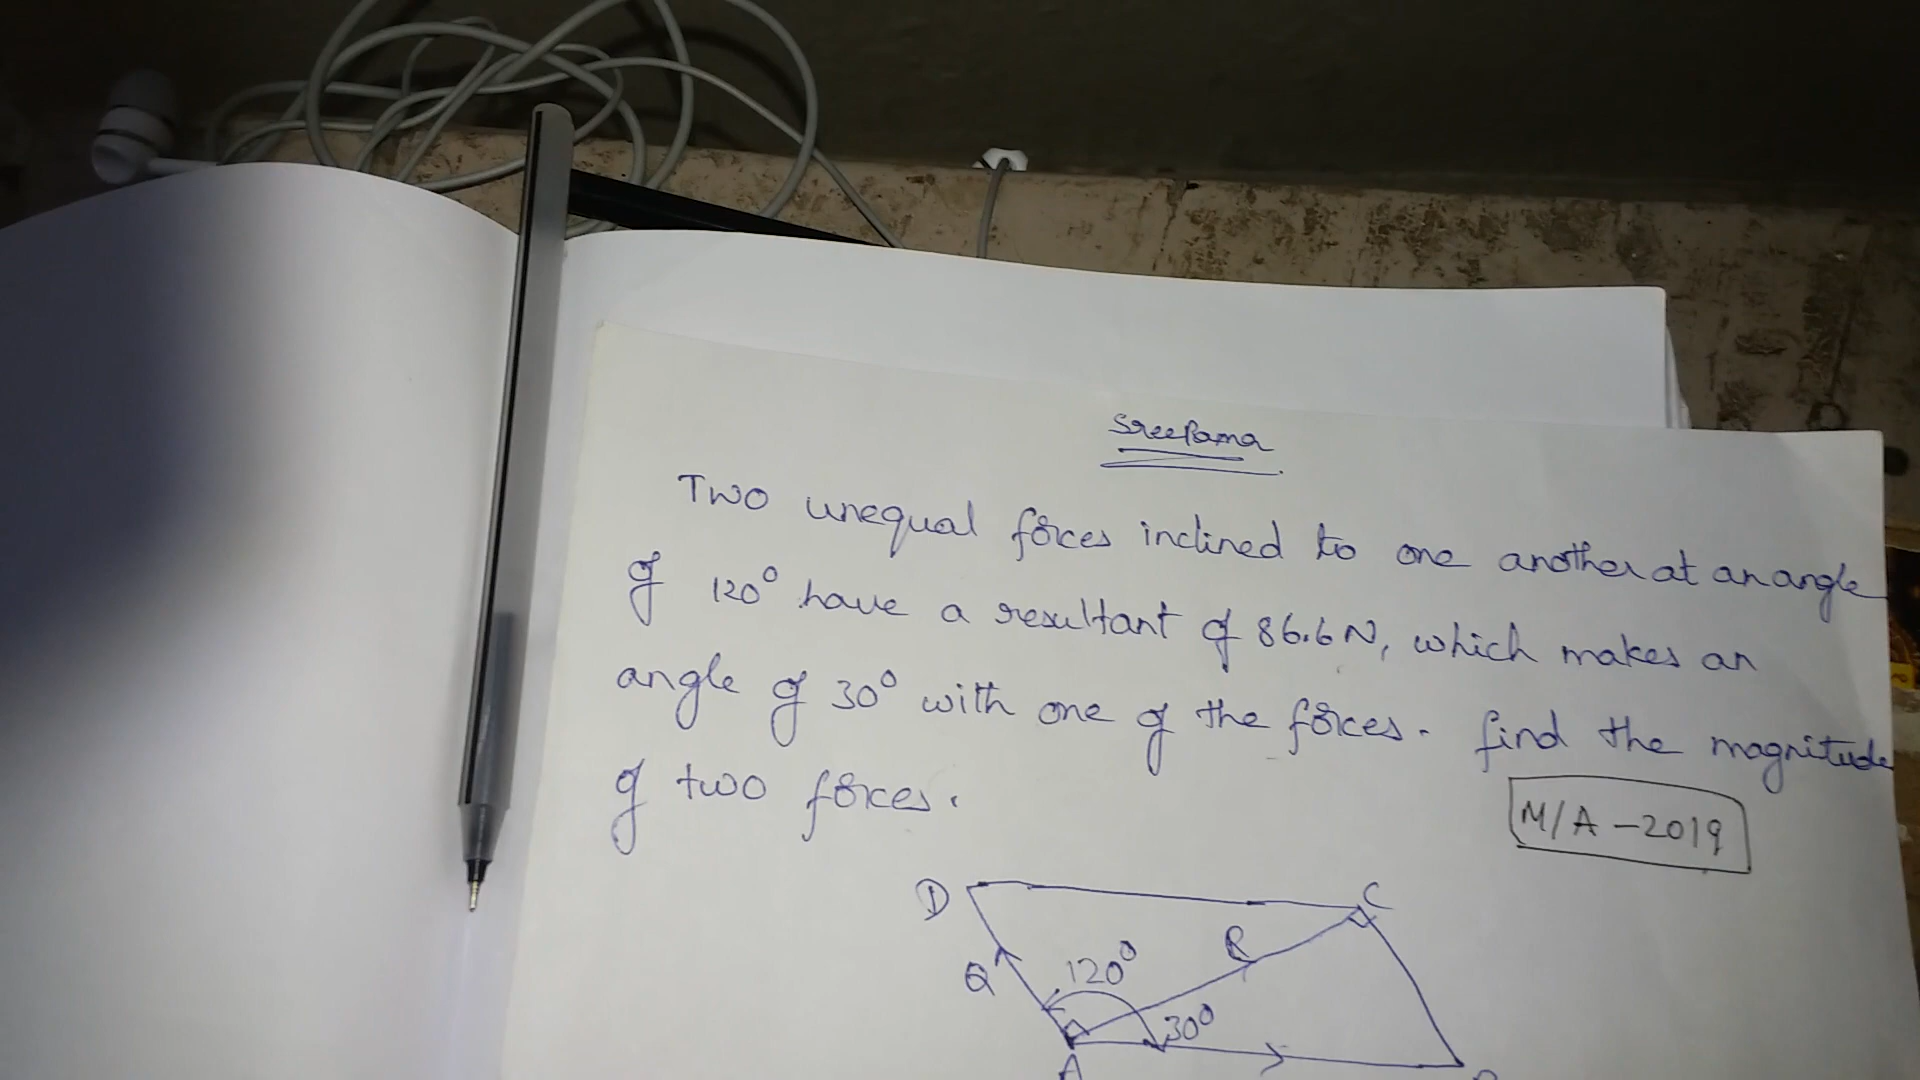 SreeRama
Two unequal forces inclined to one another at an angle
of 120° have a resultant of 86.6N, which makes an
angle of 30° with one of the forces. find the magnitude
of two forces.
M/A-2019
D
C
Q
120°
R
30°
A